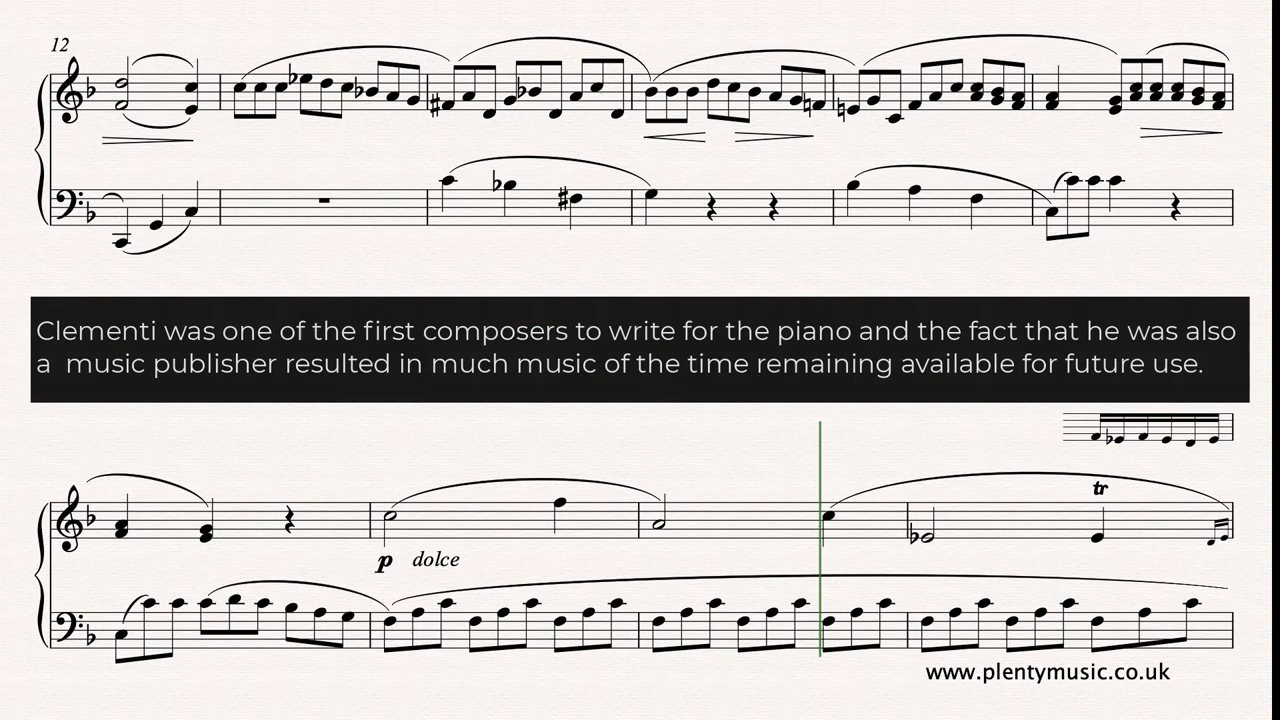 12
Clementi was one of the first composers to write for the piano and the fact that he was also
a  music publisher resulted in much music of the time remaining available for future use.
tr
p dolce
www.plentymusic.co.uk